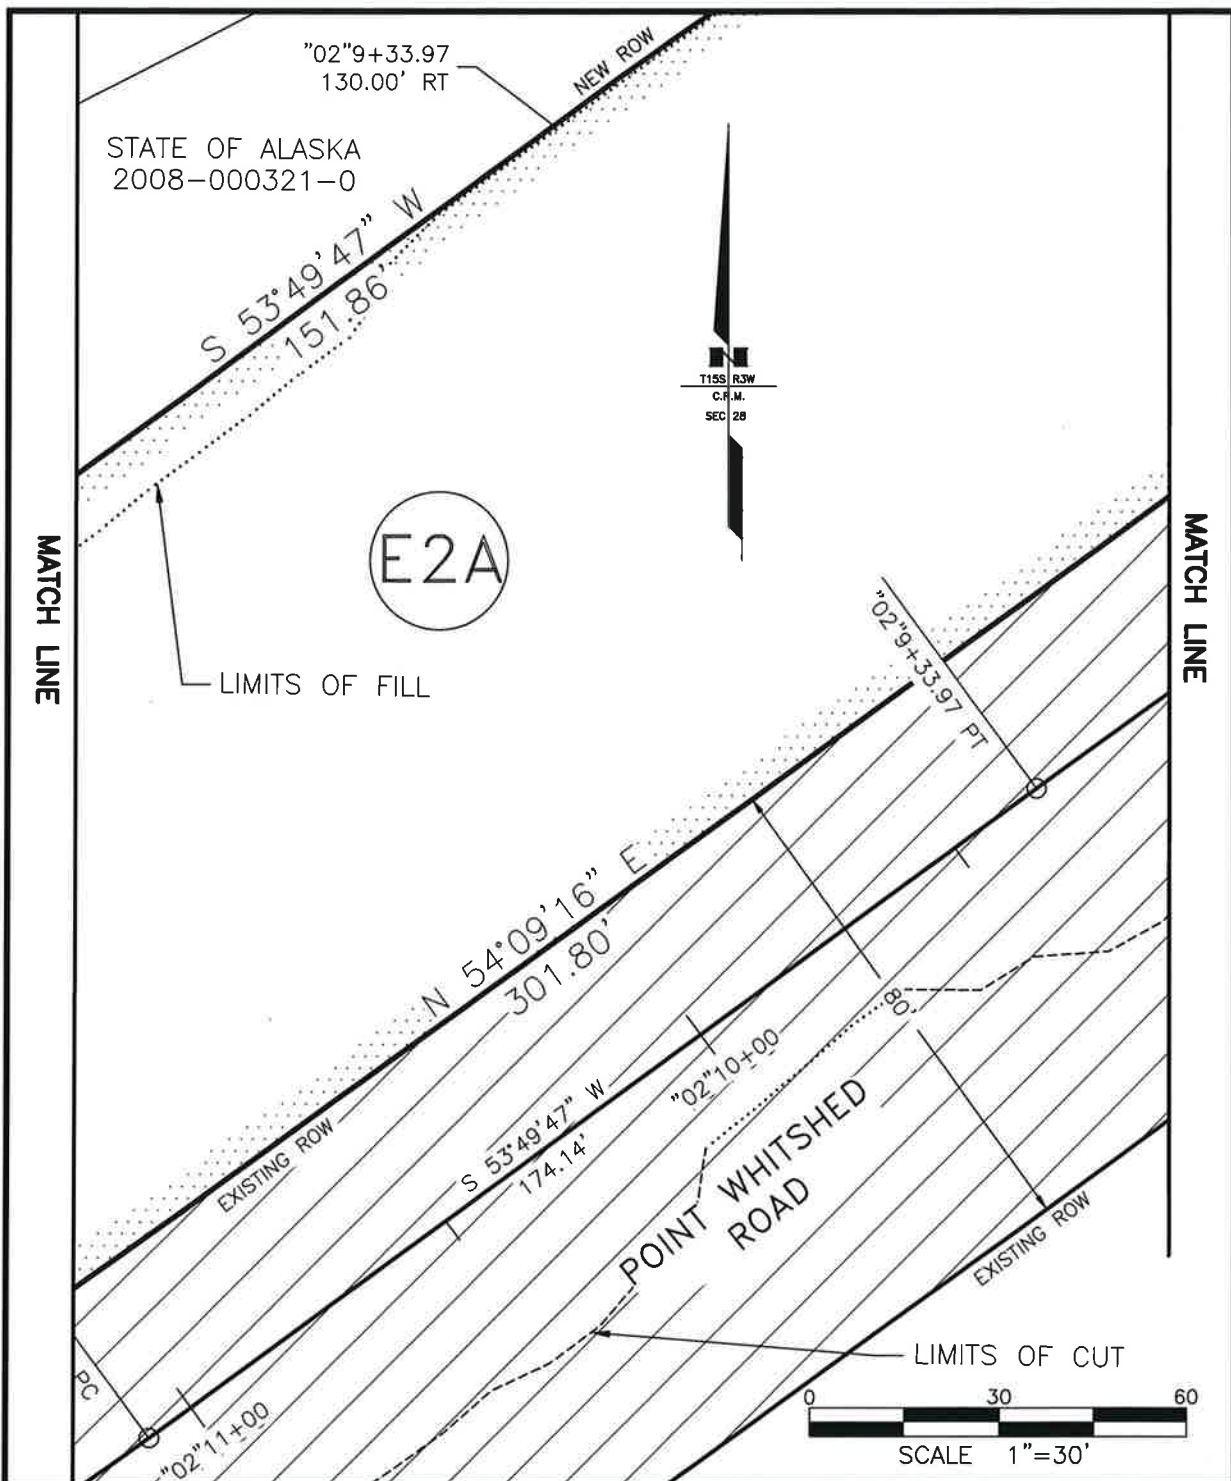 "02"9+33.97
130.00' RT
NEW ROW
STATE OF ALASKA
2008-000321-0
S 53°49'47" W
151.86'
N
T15S R3W
C.R.M.
SEC 28
E2A
MATCH LINE
MATCH LINE
LIMITS OF FILL
"02"9+33.97 PT
N 54°09'16" E
301.80'
80'
"02"10+00
EXISTING ROW
S 53°49'47" W
174.14'
POINT WHITSHED
ROAD
EXISTING ROW
LIMITS OF CUT
PC
"02"11+00
0 30 60
SCALE 1"=30'